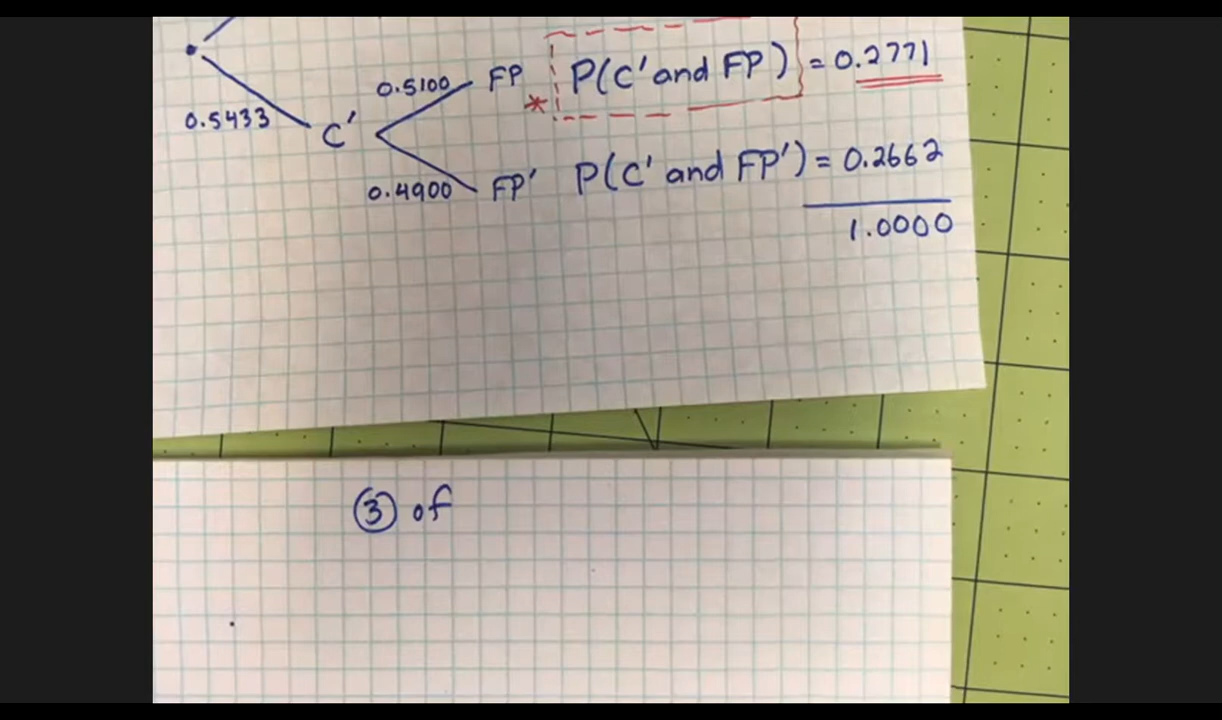 0.5100 FP * P(C' and FP) = 0.2771
0.5433 C'
0.4900 FP' P(C' and FP') = 0.2662
1.0000
③ of